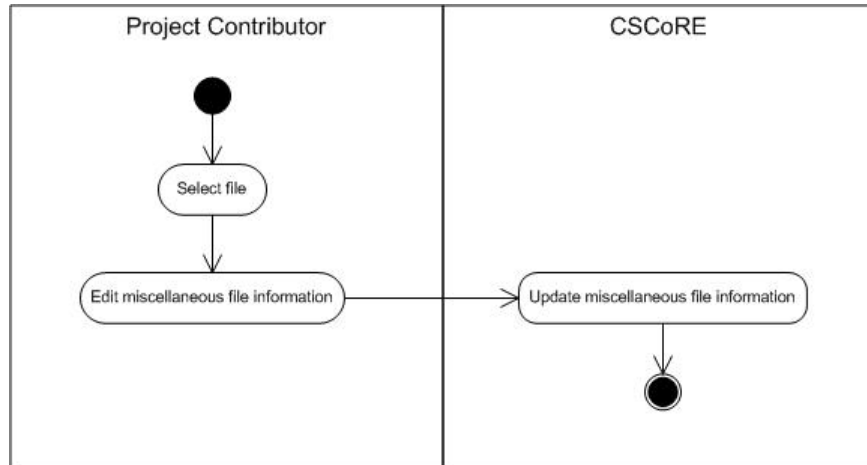 Project Contributor
CSCoRE
Select file
Edit miscellaneous file information
Update miscellaneous file information